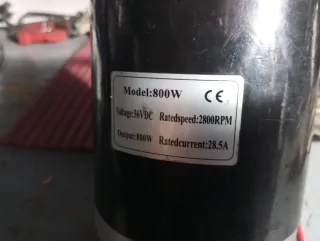 Model:800W CE
Voltage:36VDC Ratedspeed:2800RPM
Output:800W Ratedcurrent:28.5A